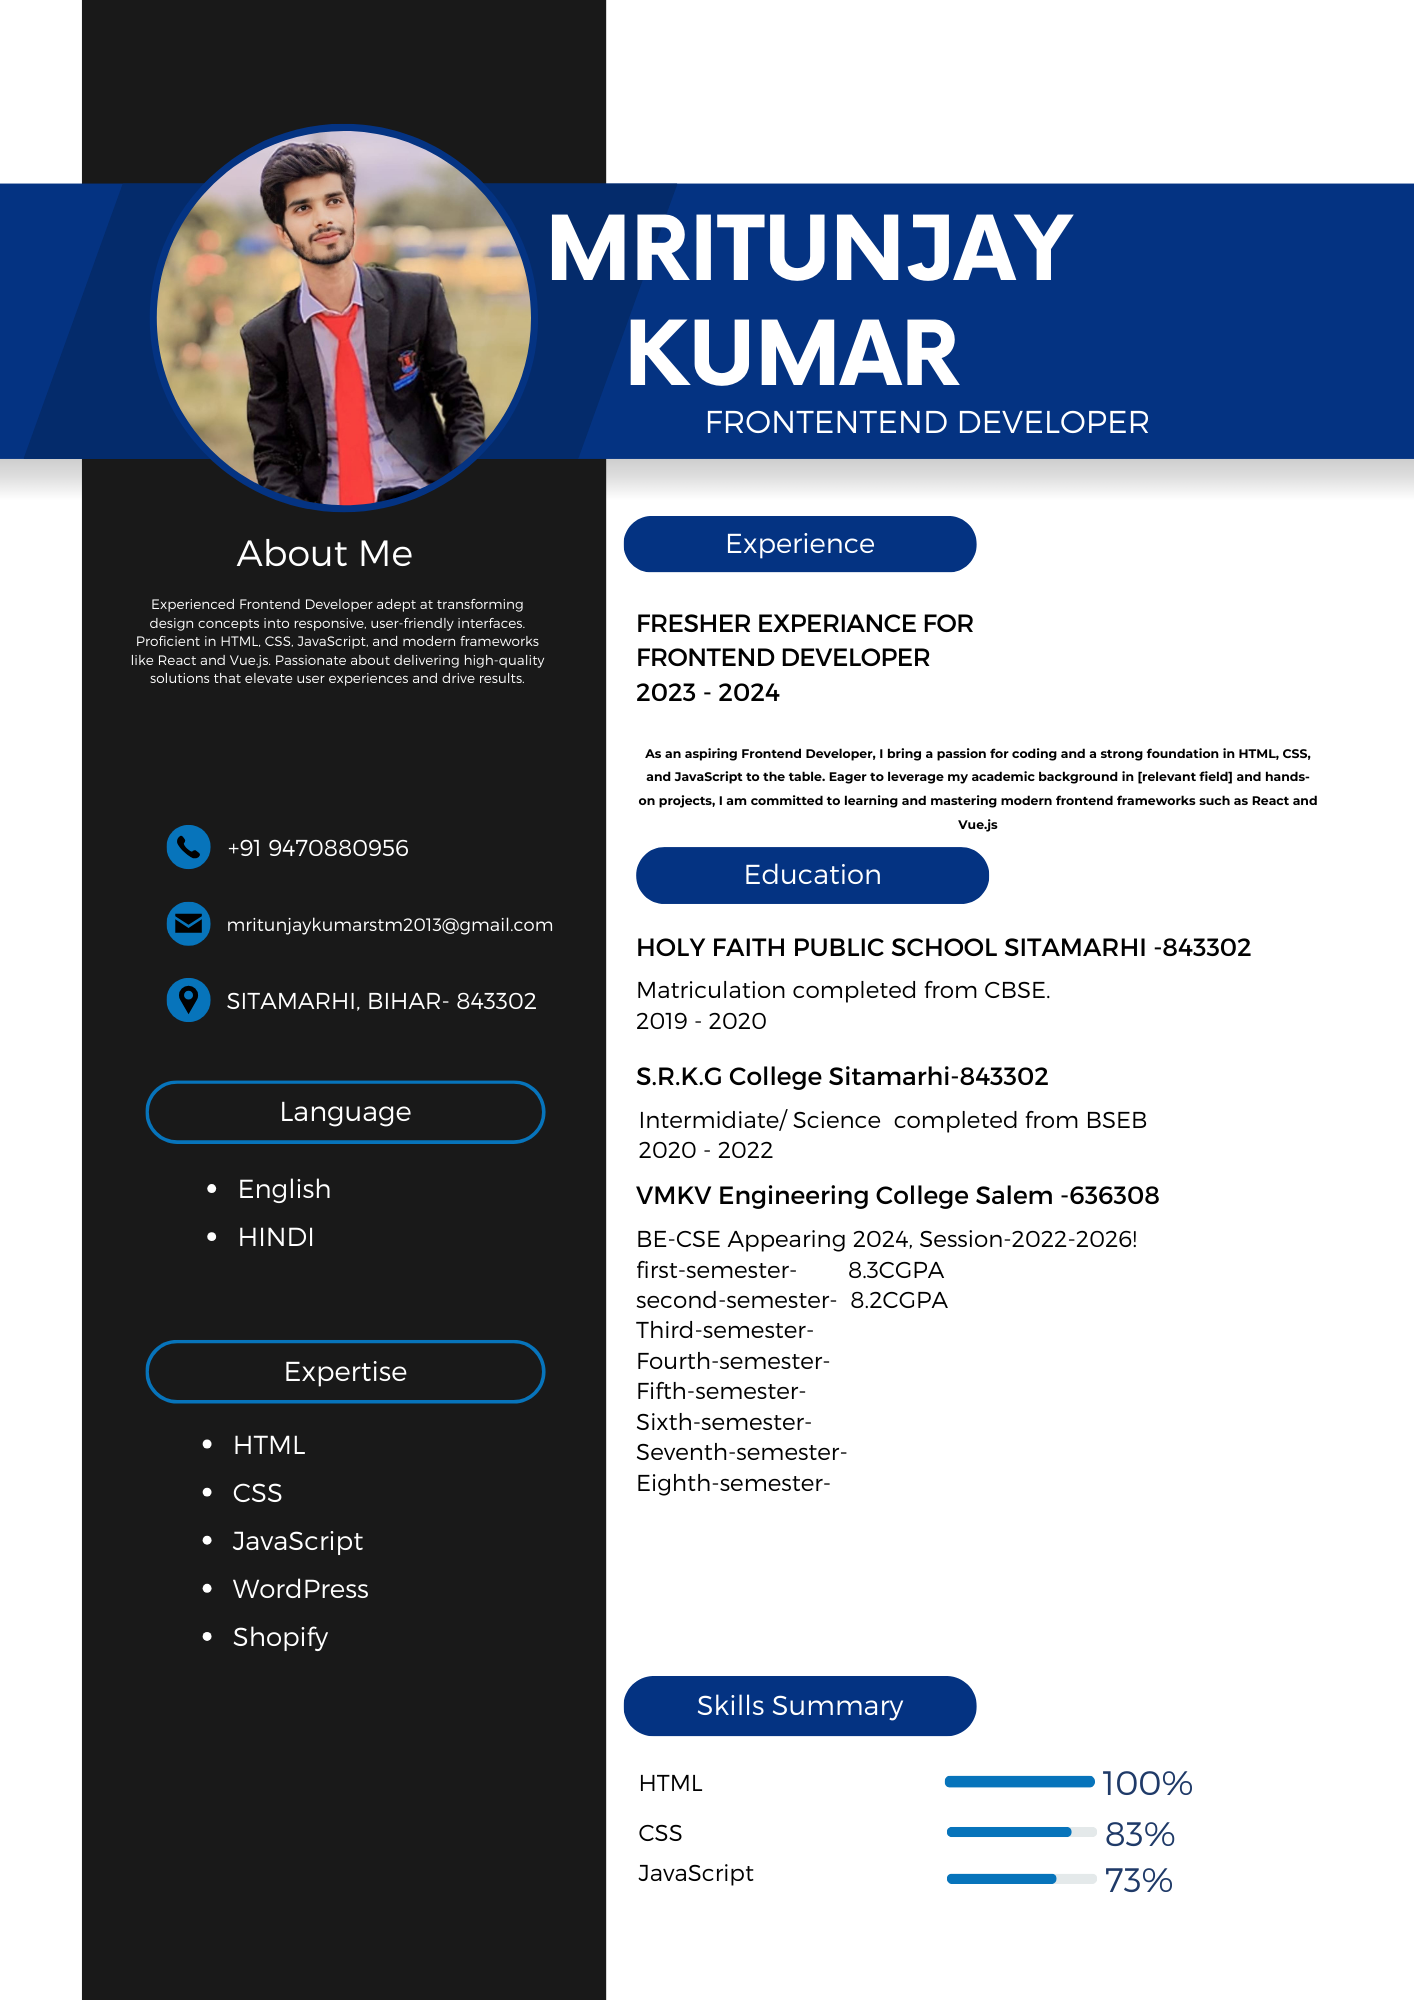 MRITUNJAY
KUMAR
FRONTENTEND DEVELOPER
About Me
Experienced Frontend Developer adept at transforming
design concepts into responsive, user-friendly interfaces.
Proficient in HTML, CSS, JavaScript, and modern frameworks
like React and Vue.js. Passionate about delivering high-quality
solutions that elevate user experiences and drive results.
+91 9470880956
mritunjaykumarstm2013@gmail.com
SITAMARHI, BIHAR- 843302
Language
• English
• HINDI
Expertise
• HTML
• CSS
• JavaScript
• WordPress
• Shopify
Experience
FRESHER EXPERIANCE FOR
FRONTEND DEVELOPER
2023 - 2024
As an aspiring Frontend Developer, I bring a passion for coding and a strong foundation in HTML, CSS,
and JavaScript to the table. Eager to leverage my academic background in [relevant field] and hands-
on projects, I am committed to learning and mastering modern frontend frameworks such as React and
Vue.js
Education
HOLY FAITH PUBLIC SCHOOL SITAMARHI -843302
Matriculation completed from CBSE.
2019 - 2020
S.R.K.G College Sitamarhi-843302
Intermidiate/ Science completed from BSEB
2020 - 2022
VMKV Engineering College Salem -636308
BE-CSE Appearing 2024, Session-2022-2026!
first-semester- 8.3CGPA
second-semester- 8.2CGPA
Third-semester-
Fourth-semester-
Fifth-semester-
Sixth-semester-
Seventh-semester-
Eighth-semester-
Skills Summary
HTML 100%
CSS 83%
JavaScript 73%